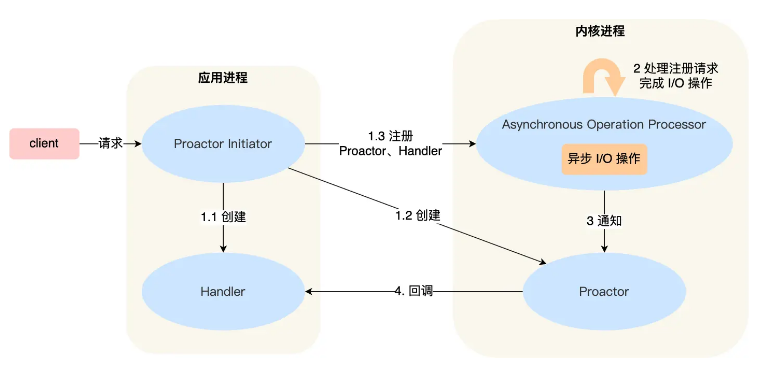 内核进程
应用进程
2 处理注册请求
完成 I/O 操作
client
请求
Proactor Initiator
1.3 注册
Proactor、Handler
Asynchronous Operation Processor
异步 I/O 操作
1.1 创建
1.2 创建
3 通知
Handler
4. 回调
Proactor